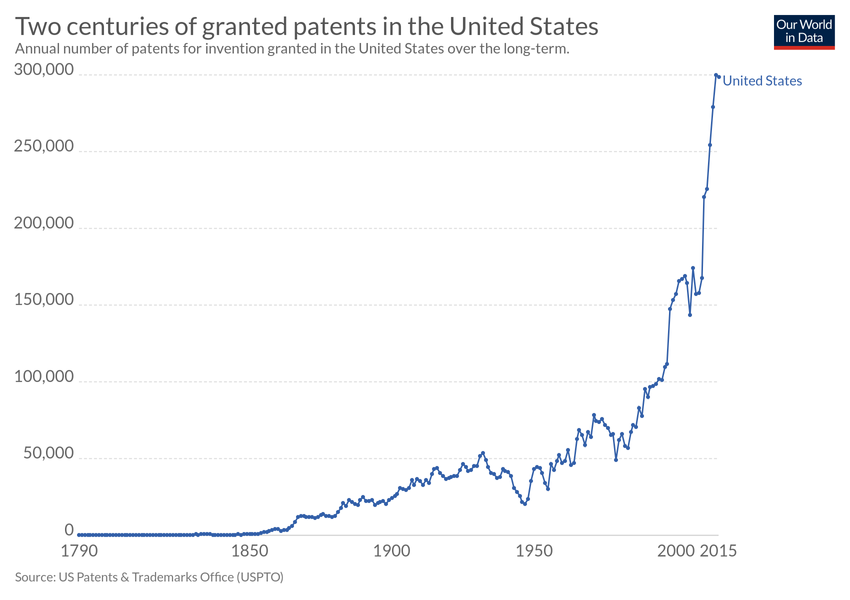 Two centuries of granted patents in the United States
Annual number of patents for invention granted in the United States over the long-term.
Our World
in Data
300,000
United States
250,000
200,000
150,000
100,000
50,000
0
1790 1850 1900 1950 2000 2015
Source: US Patents & Trademarks Office (USPTO)